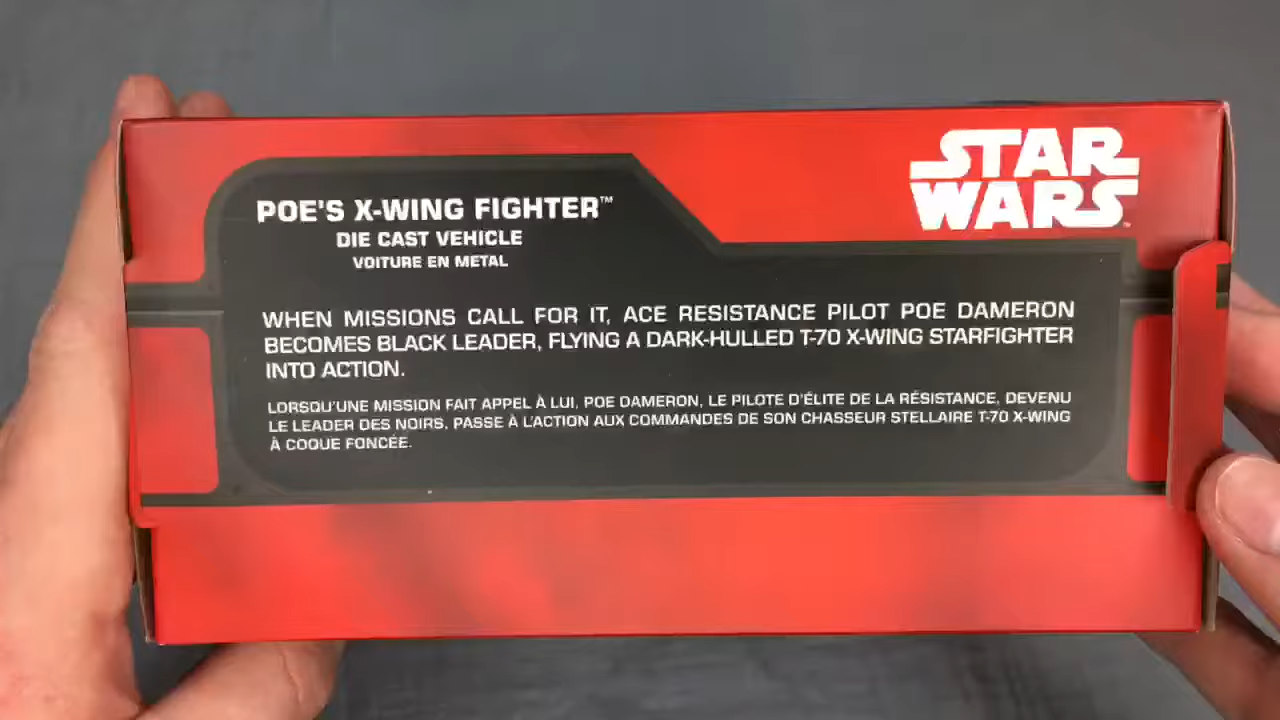 STAR
WARS™
POE'S X-WING FIGHTER™
DIE CAST VEHICLE
VOITURE EN METAL
WHEN MISSIONS CALL FOR IT, ACE RESISTANCE PILOT POE DAMERON
BECOMES BLACK LEADER, FLYING A DARK-HULLED T-70 X-WING STARFIGHTER
INTO ACTION.
LORSQU'UNE MISSION FAIT APPEL À LUI, POE DAMERON, LE PILOTE D'ÉLITE DE LA RÉSISTANCE, DEVENU
LE LEADER DES NOIRS, PASSE À L'ACTION AUX COMMANDES DE SON CHASSEUR STELLAIRE T-70 X-WING
À COQUE FONCÉE.